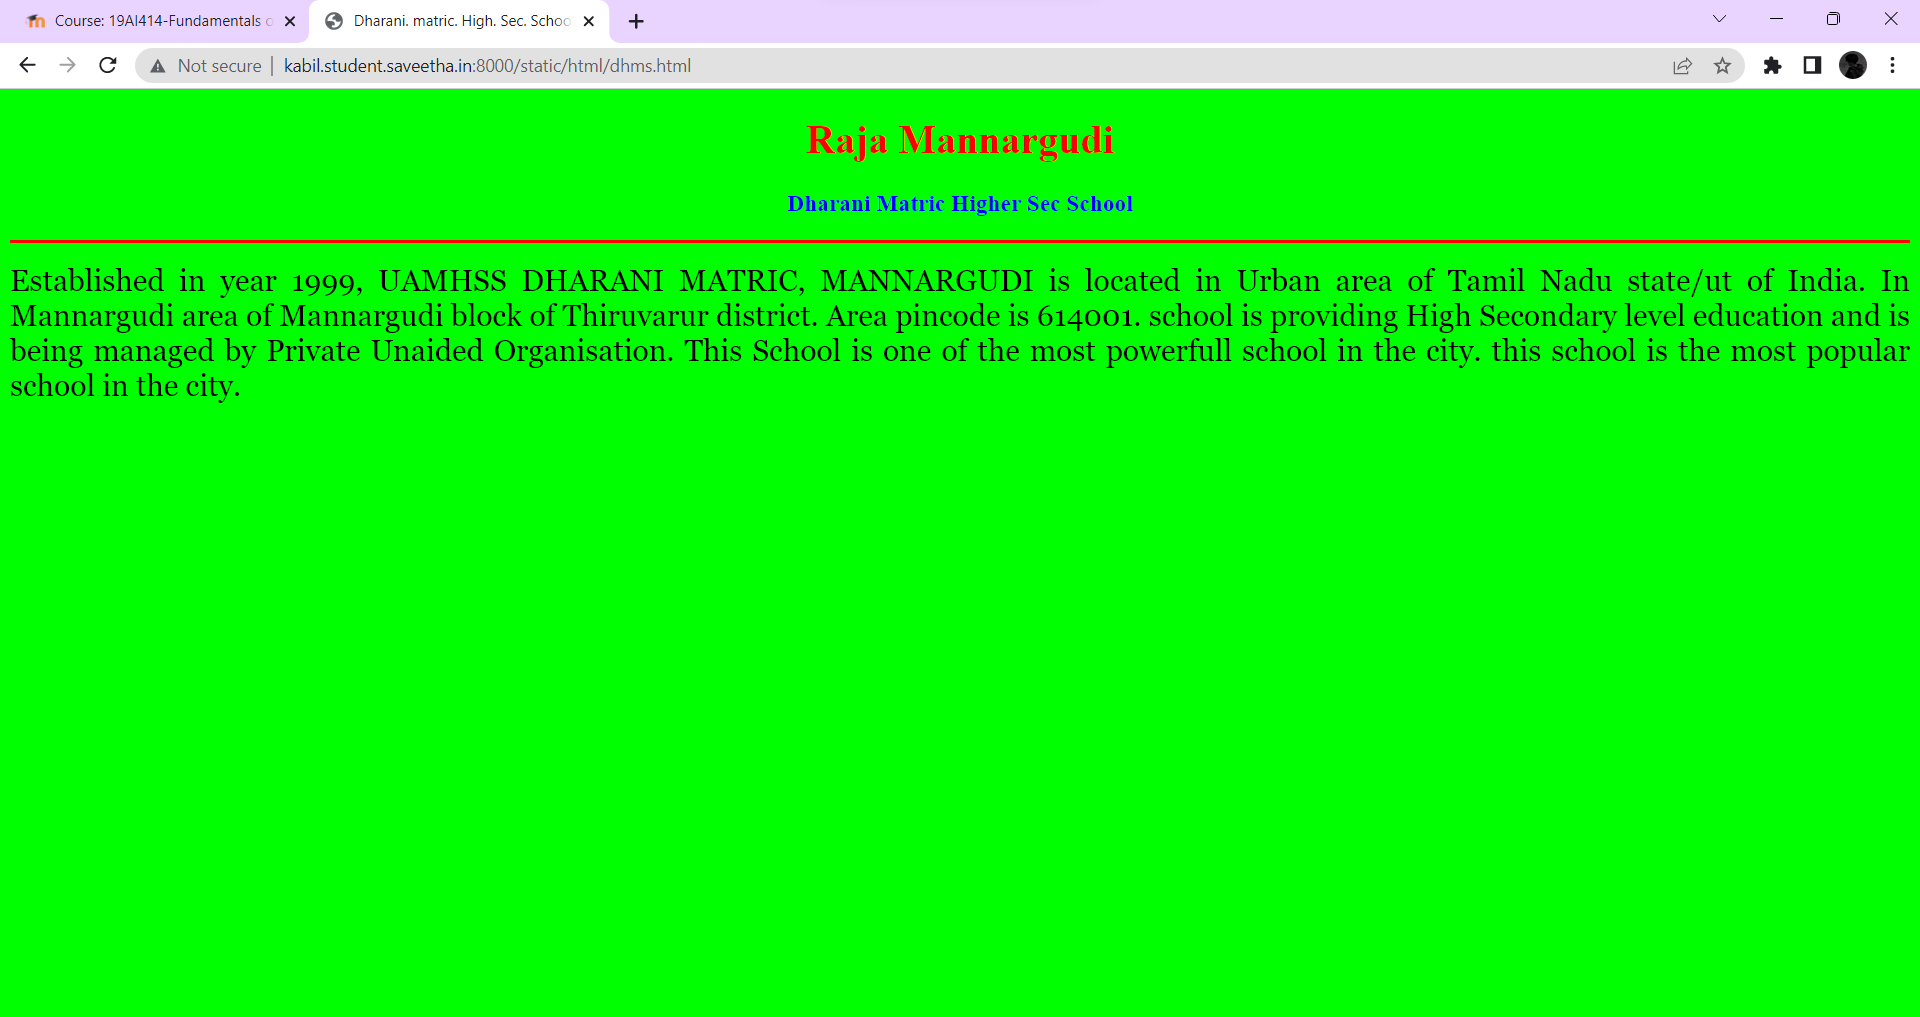 Course: 19AI414-Fundamentals o
Dharani. matric. High. Sec. Schoo
Not secure | kabil.student.saveetha.in:8000/static/html/dhms.html
Raja Mannargudi
Dharani Matric Higher Sec School
Established in year 1999, UAMHSS DHARANI MATRIC, MANNARGUDI is located in Urban area of Tamil Nadu state/ut of India. In
Mannargudi area of Mannargudi block of Thiruvarur district. Area pincode is 614001. school is providing High Secondary level education and is
being managed by Private Unaided Organisation. This School is one of the most powerfull school in the city. this school is the most popular
school in the city.